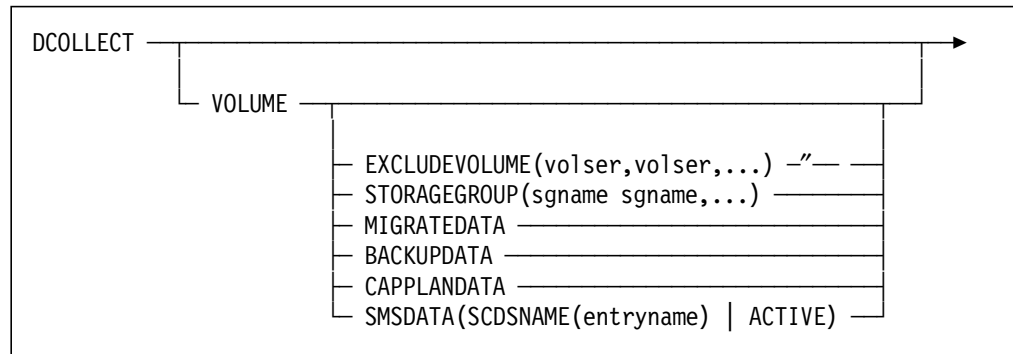 DCOLLECT
VOLUME
EXCLUDEVOLUME(volser,volser,...) ″
STORAGEGROUP(sgname sgname,...)
MIGRATEDATA
BACKUPDATA
CAPPLANDATA
SMSDATA(SCDSNAME(entryname) | ACTIVE)